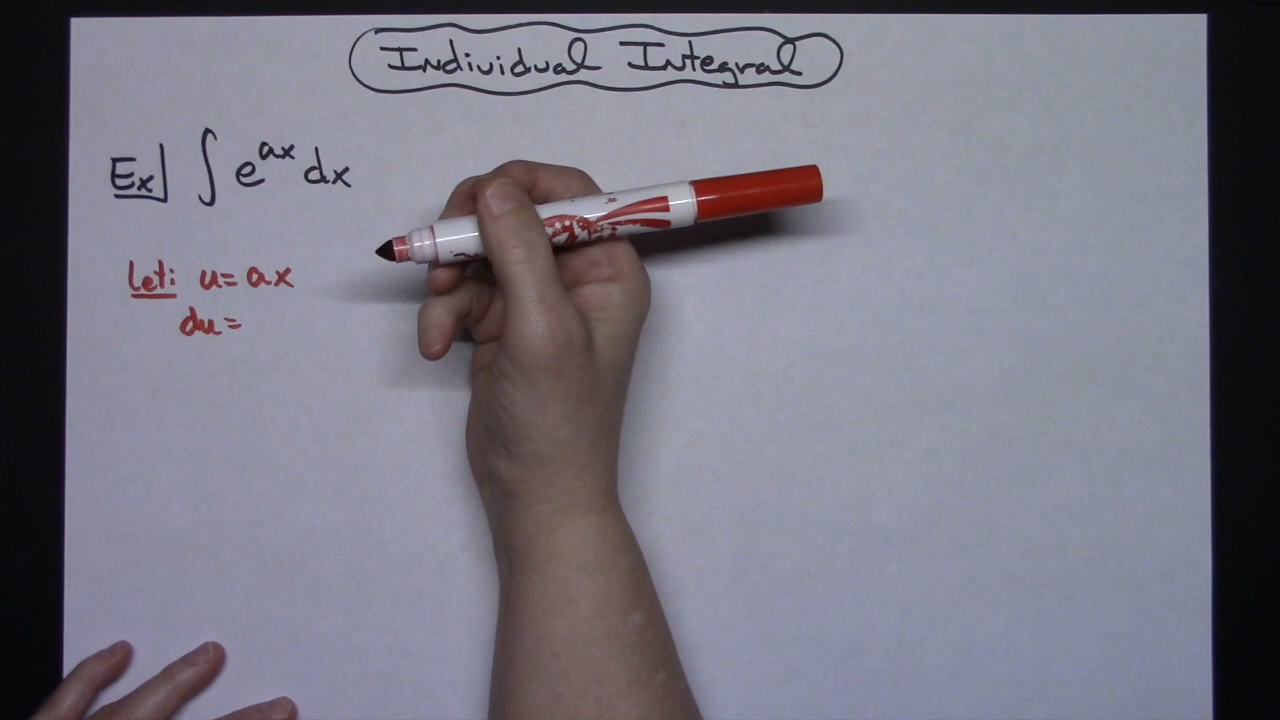 Individual Integral
Ex| ∫ e^{ax} dx
Let: u = ax
du =